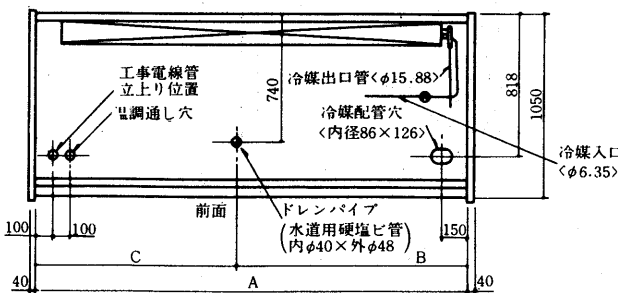 工事電線管
立上り位置
温調通し穴
740
冷媒出口管<φ15.88>
冷媒配管穴
<内径86×126>
818
1050
冷媒入口
<φ6.35>
前面
ドレンパイプ
(水道用硬塩ビ管
内φ40×外φ48)
100
100
150
C
B
A
40
40